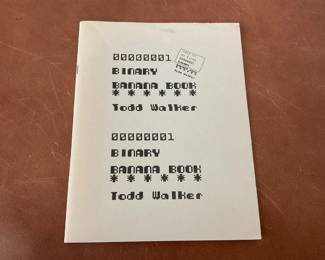 00000001
BINARY
BANANA BOOK
* * * * * *
Todd Walker
00000001
BINARY
BANANA BOOK
* * * * * *
Todd Walker